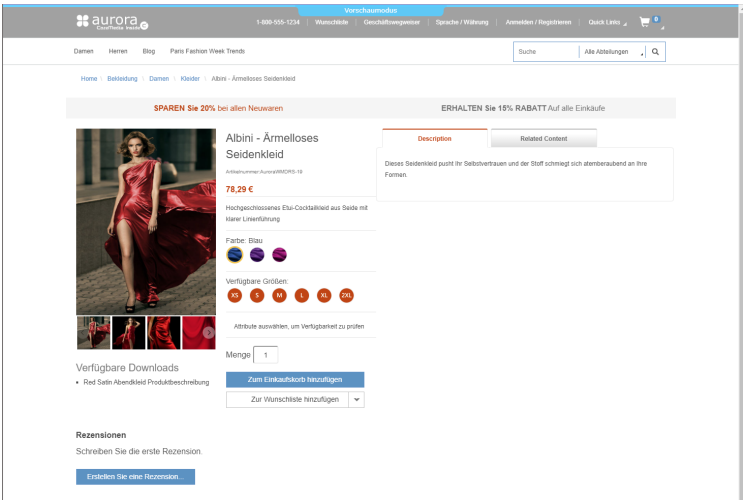 Vorschaumodus
aurora
CoreMedia inside
1-800-555-1234 | Wunschliste | Geschäftswegweiser | Sprache / Währung | Anmelden / Registrieren | Quick Links 0
Damen Herren Blog Paris Fashion Week Trends
Suche Alle Abteilungen
Home \ Bekleidung \ Damen \ Kleider \ Albini - Ärmelloses Seidenkleid
SPAREN Sie 20% bei allen Neuwaren ERHALTEN Sie 15% RABATT Auf alle Einkäufe
Albini - Ärmelloses
Seidenkleid
Artikelnummer:AuroraWMDRS-19
78,29 €
Hochgeschlossenes Etui-Cocktailkleid aus Seide mit
klarer Linienführung
Farbe: Blau
Verfügbare Größen:
XS S M L XL 2XL
Attribute auswählen, um Verfügbarkeit zu prüfen
Menge 1
Zum Einkaufskorb hinzufügen
Zur Wunschliste hinzufügen
Description Related Content
Dieses Seidenkleid pusht Ihr Selbstvertrauen und der Stoff schmiegt sich atemberaubend an Ihre
Formen.
Verfügbare Downloads
Red Satin Abendkleid Produktbeschreibung
Rezensionen
Schreiben Sie die erste Rezension.
Erstellen Sie eine Rezension...